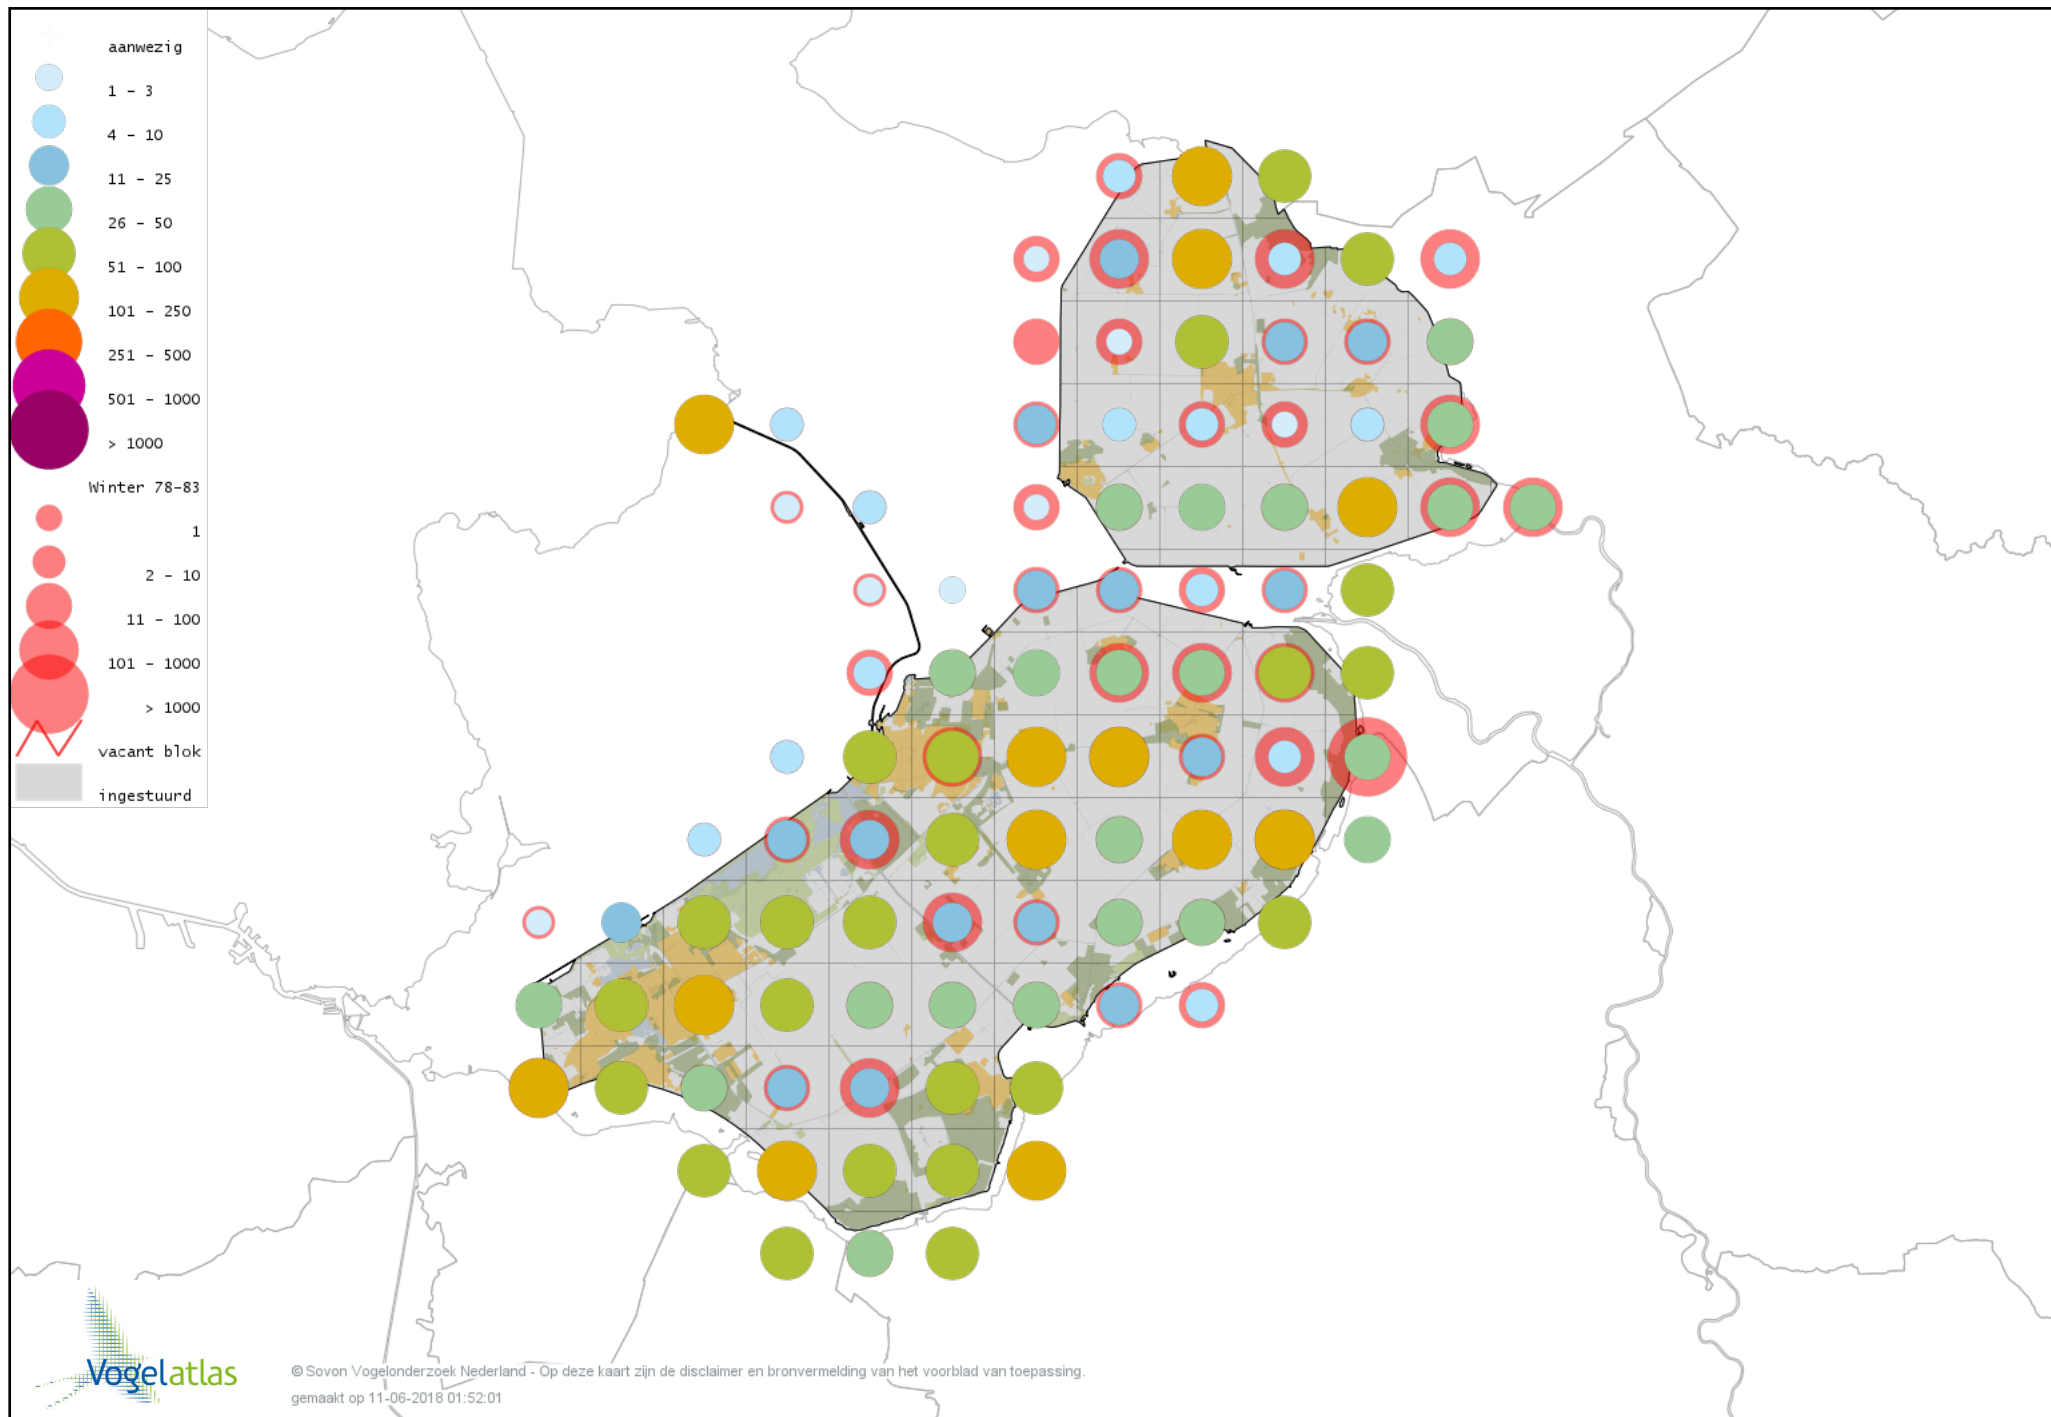 aanwezig
1 - 3
4 - 10
11 - 25
26 - 50
51 - 100
101 - 250
251 - 500
501 - 1000
> 1000
Winter 78-83
1
2 - 10
11 - 100
101 - 1000
> 1000
vacant blok
ingestuurd
Vogelatlas
© Sovon Vogelonderzoek Nederland - Op deze kaart zijn de disclaimer en bronvermelding van het voorblad van toepassing.
gemaakt op 11-06-2018 01:52:01